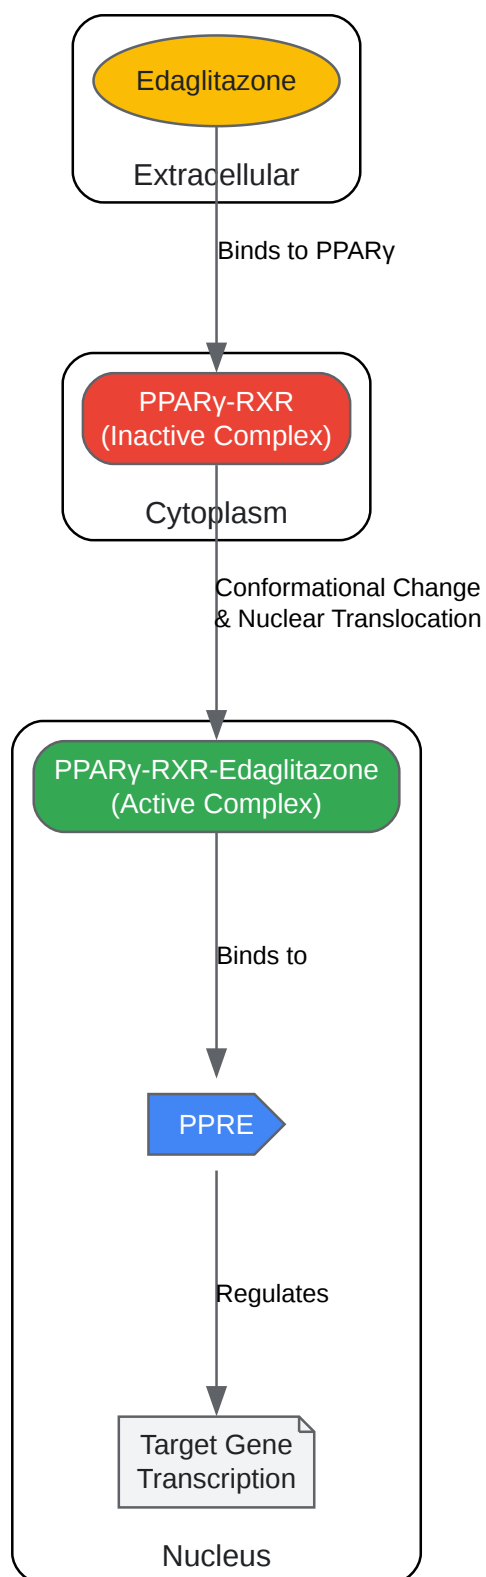 Edaglitazone
Extracellular
Binds to PPARγ
PPARγ-RXR
(Inactive Complex)
Cytoplasm
Conformational Change
& Nuclear Translocation
PPARγ-RXR-Edaglitazone
(Active Complex)
Binds to
PPRE
Regulates
Target Gene
Transcription
Nucleus